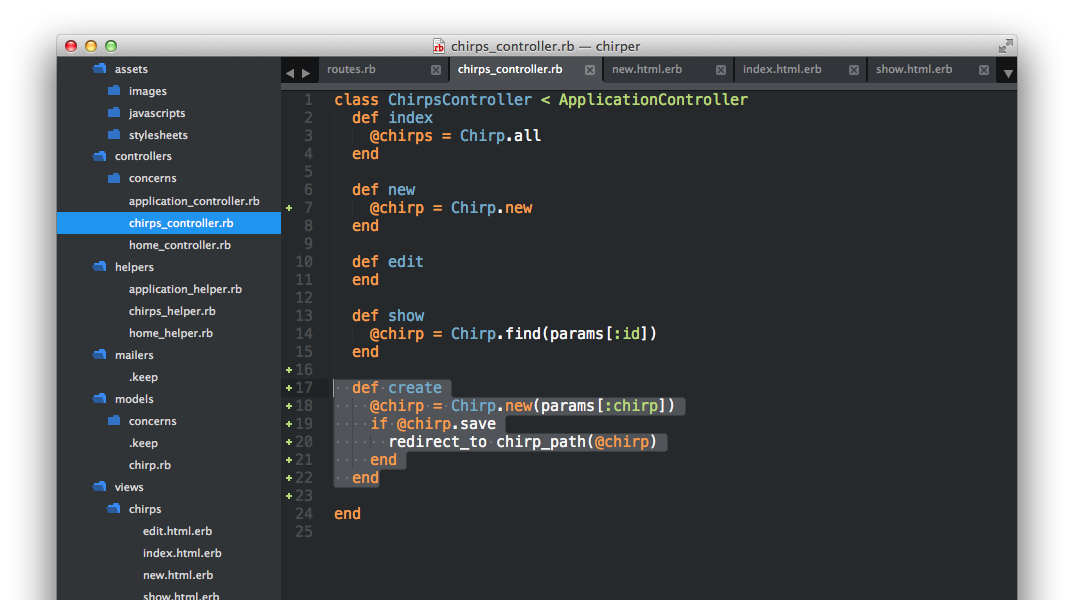 chirps_controller.rb — chirper
assets
images
javascripts
stylesheets
controllers
concerns
application_controller.rb
chirps_controller.rb
home_controller.rb
helpers
application_helper.rb
chirps_helper.rb
home_helper.rb
mailers
.keep
models
concerns
.keep
chirp.rb
views
chirps
edit.html.erb
index.html.erb
new.html.erb
show.html.erb
routes.rb chirps_controller.rb new.html.erb index.html.erb show.html.erb
1 class ChirpsController < ApplicationController
2   def index
3     @chirps = Chirp.all
4   end
5
6   def new
7     @chirp = Chirp.new
8   end
9
10   def edit
11   end
12
13   def show
14     @chirp = Chirp.find(params[:id])
15   end
16
17   def create
18     @chirp = Chirp.new(params[:chirp])
19     if @chirp.save
20       redirect_to chirp_path(@chirp)
21     end
22   end
23
24 end
25